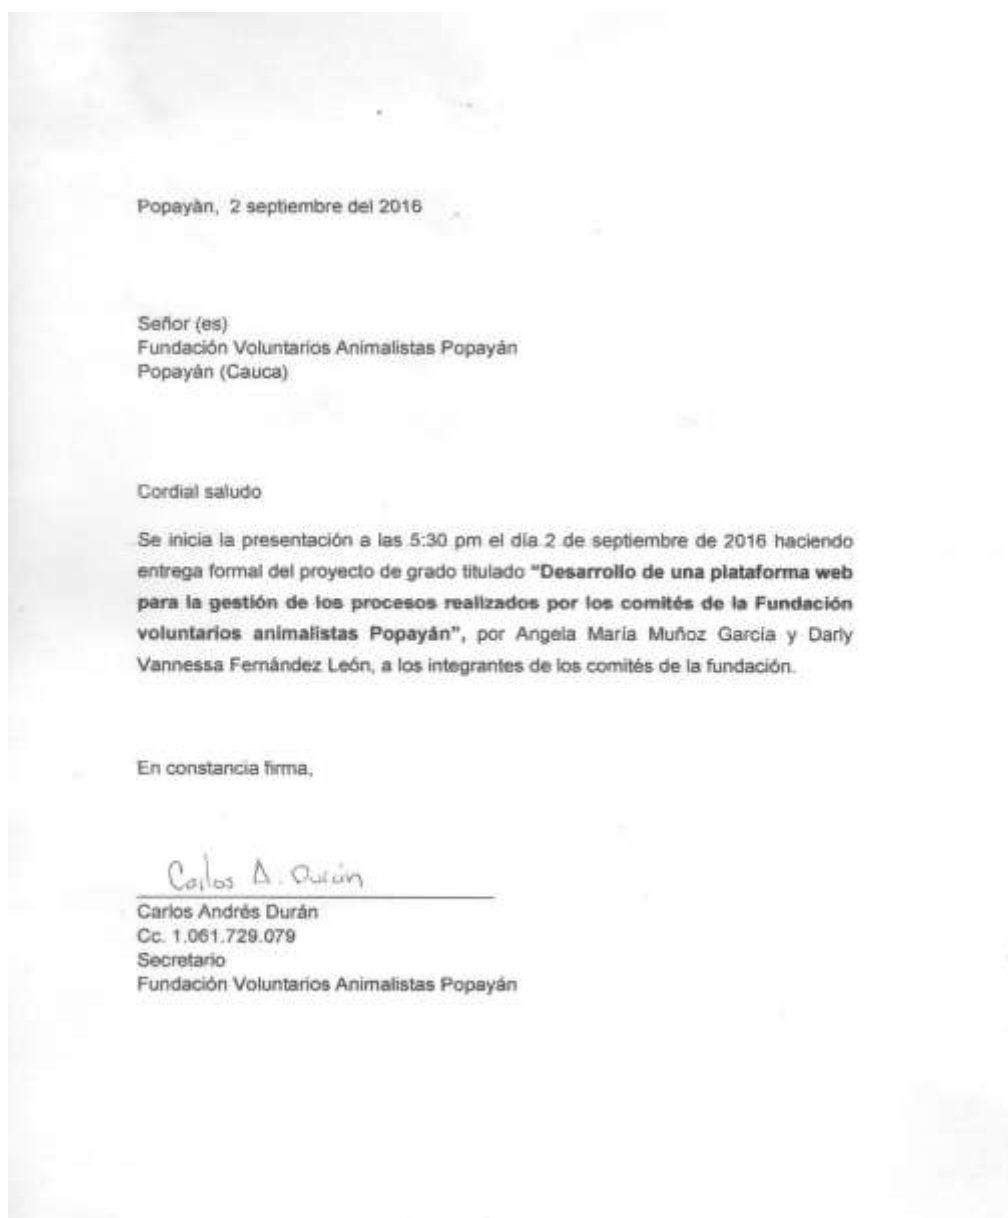 Popayàn, 2 septiembre del 2016
Señor (es)
Fundación Voluntarios Animalistas Popayán
Popayán (Cauca)
Cordial saludo
Se inicia la presentación a las 5:30 pm el día 2 de septiembre de 2016 haciendo
entrega formal del proyecto de grado titulado "Desarrollo de una plataforma web
para la gestión de los procesos realizados por los comités de la Fundación
voluntarios animalistas Popayán", por Angela María Muñoz García y Darly
Vannessa Fernández León, a los integrantes de los comités de la fundación.
En constancia firma,
Carlos A. Durán
Carlos Andrés Durán
Cc. 1.061.729.079
Secretario
Fundación Voluntarios Animalistas Popayán